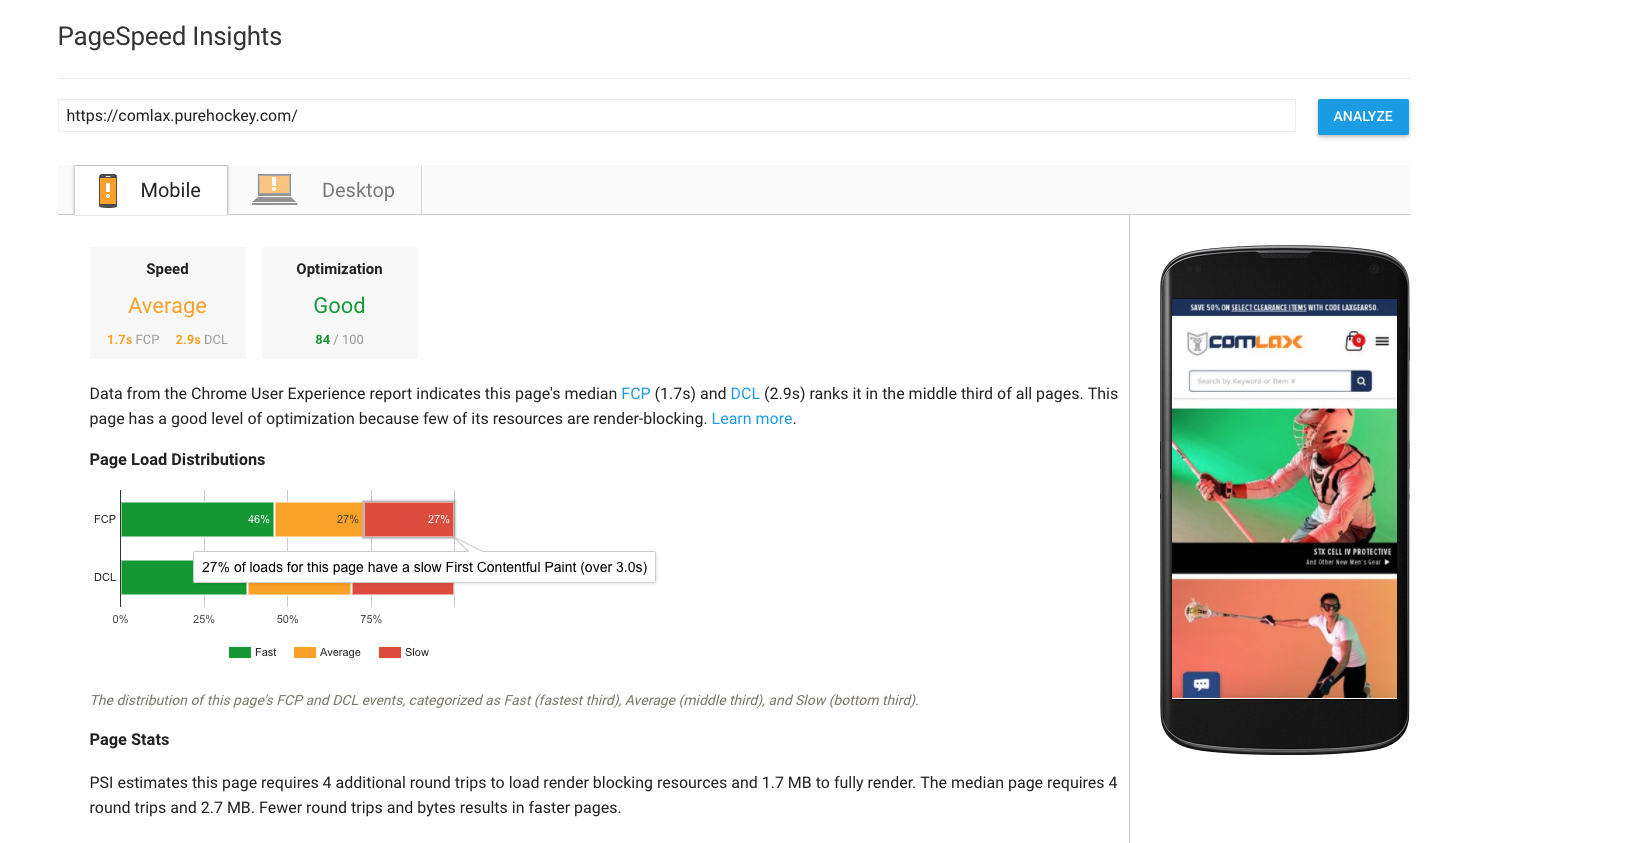 PageSpeed Insights
https://comlax.purehockey.com/
ANALYZE
Mobile
Desktop
Speed
Average
1.7s FCP 2.9s DCL
Optimization
Good
84 / 100
Data from the Chrome User Experience report indicates this page's median FCP (1.7s) and DCL (2.9s) ranks it in the middle third of all pages. This
page has a good level of optimization because few of its resources are render-blocking. Learn more.
Page Load Distributions
FCP
46%
27%
27%
27% of loads for this page have a slow First Contentful Paint (over 3.0s)
DCL
0%
25%
50%
75%
Fast
Average
Slow
The distribution of this page's FCP and DCL events, categorized as Fast (fastest third), Average (middle third), and Slow (bottom third).
Page Stats
PSI estimates this page requires 4 additional round trips to load render blocking resources and 1.7 MB to fully render. The median page requires 4
round trips and 2.7 MB. Fewer round trips and bytes results in faster pages.
SAVE 50% ON SELECT CLEARANCE ITEMS WITH CODE LAXGEAR50.
COMLAX
0
Search by Keyword or Item #
STX CELL IV PROTECTIVE
And Other New Men's Gear